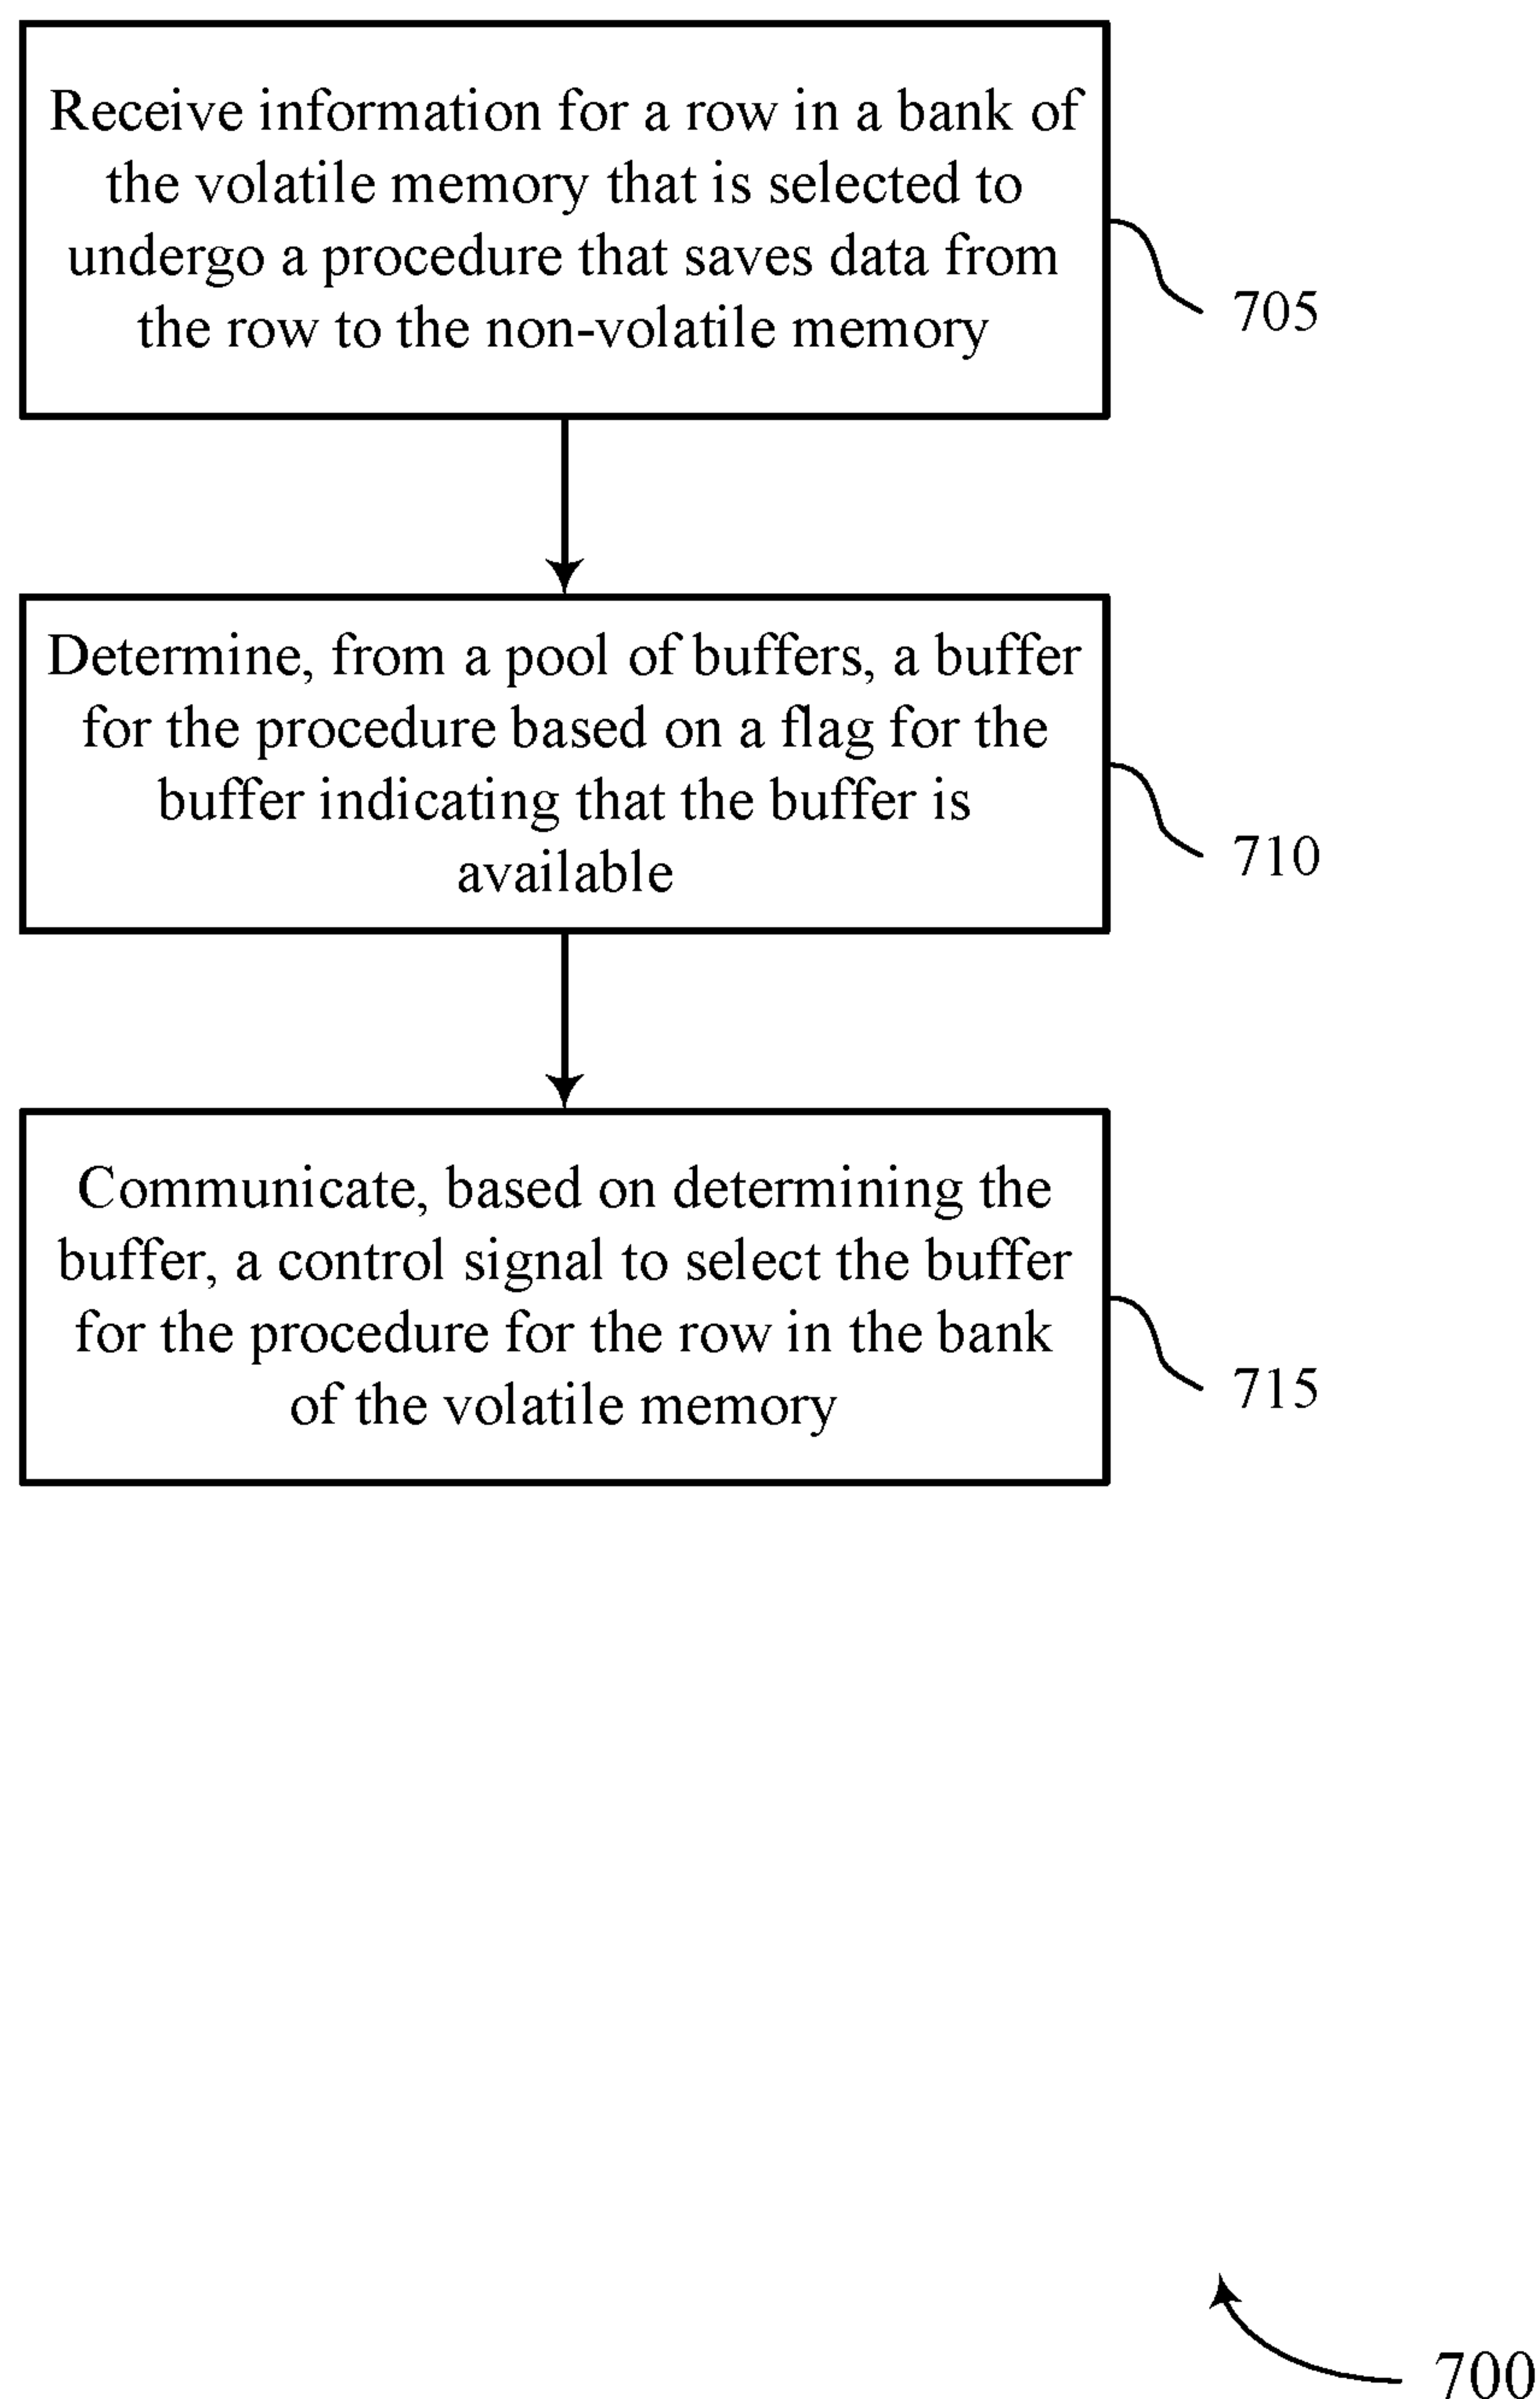 Receive information for a row in a bank of
the volatile memory that is selected to
undergo a procedure that saves data from
the row to the non-volatile memory
705
Determine, from a pool of buffers, a buffer
for the procedure based on a flag for the
buffer indicating that the buffer is
available
710
Communicate, based on determining the
buffer, a control signal to select the buffer
for the procedure for the row in the bank
of the volatile memory
715
700